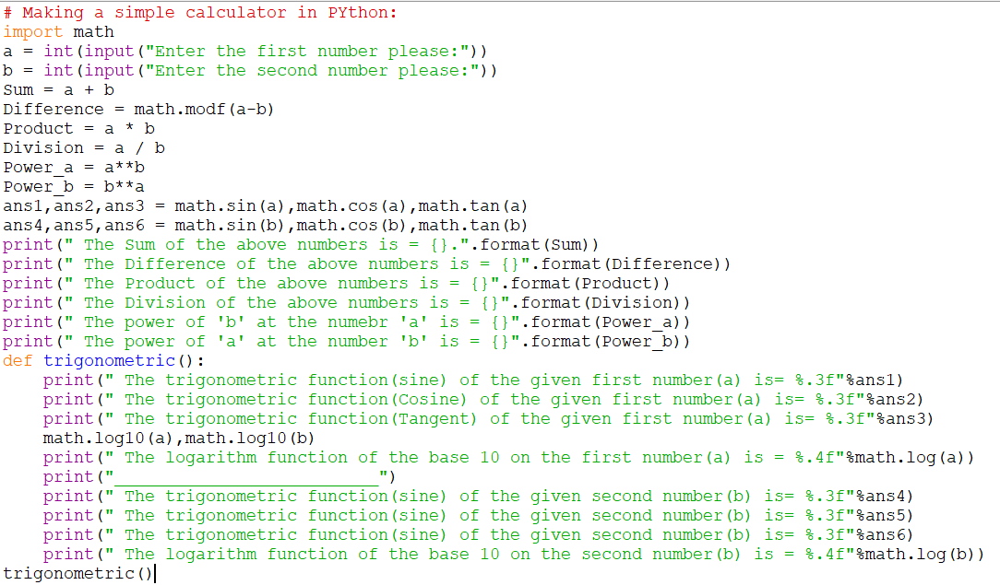 # Making a simple calculator in PYthon:
import math
a = int(input("Enter the first number please:"))
b = int(input("Enter the second number please:"))
Sum = a + b
Difference = math.modf(a-b)
Product = a * b
Division = a / b
Power_a = a**b
Power_b = b**a
ans1,ans2,ans3 = math.sin(a),math.cos(a),math.tan(a)
ans4,ans5,ans6 = math.sin(b),math.cos(b),math.tan(b)
print(" The Sum of the above numbers is = {}.".format(Sum))
print(" The Difference of the above numbers is = {}".format(Difference))
print(" The Product of the above numbers is = {}".format(Product))
print(" The Division of the above numbers is = {}".format(Division))
print(" The power of 'b' at the numebr 'a' is = {}".format(Power_a))
print(" The power of 'a' at the number 'b' is = {}".format(Power_b))
def trigonometric():
    print(" The trigonometric function(sine) of the given first number(a) is= %.3f"%ans1)
    print(" The trigonometric function(Cosine) of the given first number(a) is= %.3f"%ans2)
    print(" The trigonometric function(Tangent) of the given first number(a) is= %.3f"%ans3)
    math.log10(a),math.log10(b)
    print(" The logarithm function of the base 10 on the first number(a) is = %.4f"%math.log(a))
    print("__________________________")
    print(" The trigonometric function(sine) of the given second number(b) is= %.3f"%ans4)
    print(" The trigonometric function(sine) of the given second number(b) is= %.3f"%ans5)
    print(" The trigonometric function(sine) of the given second number(b) is= %.3f"%ans6)
    print(" The logarithm function of the base 10 on the second number(b) is = %.4f"%math.log(b))
trigonometric()